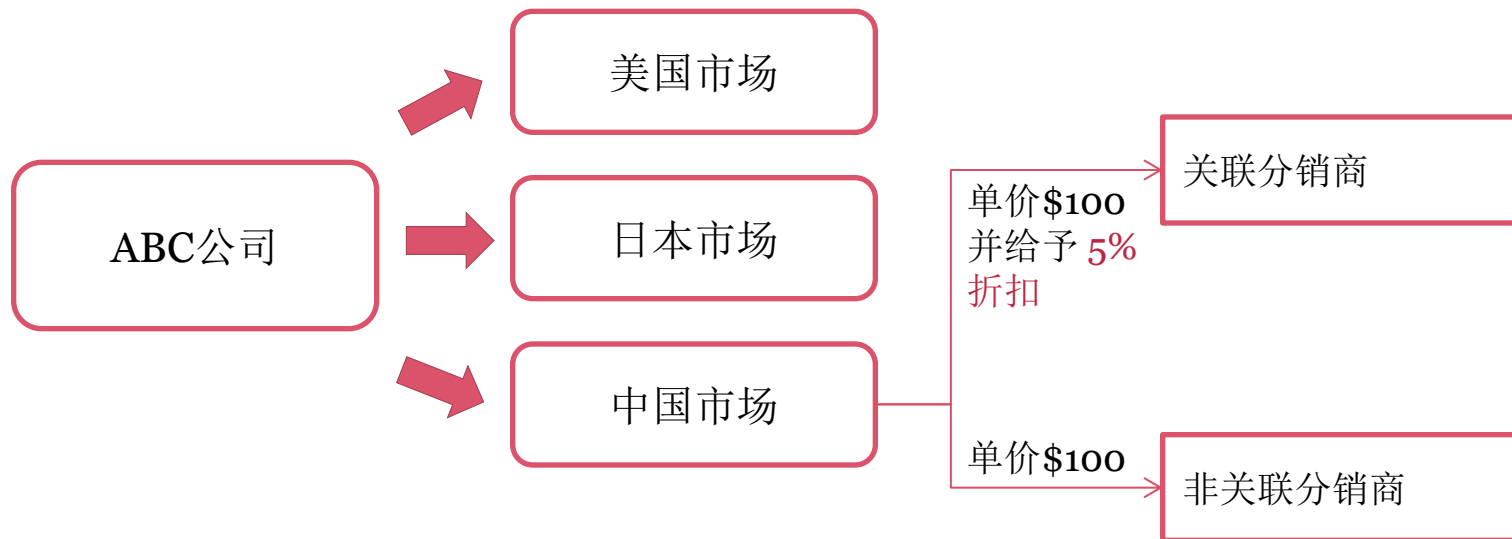 ABC公司
美国市场
日本市场
中国市场
单价$100
并给予 5%
折扣
单价$100
关联分销商
非关联分销商